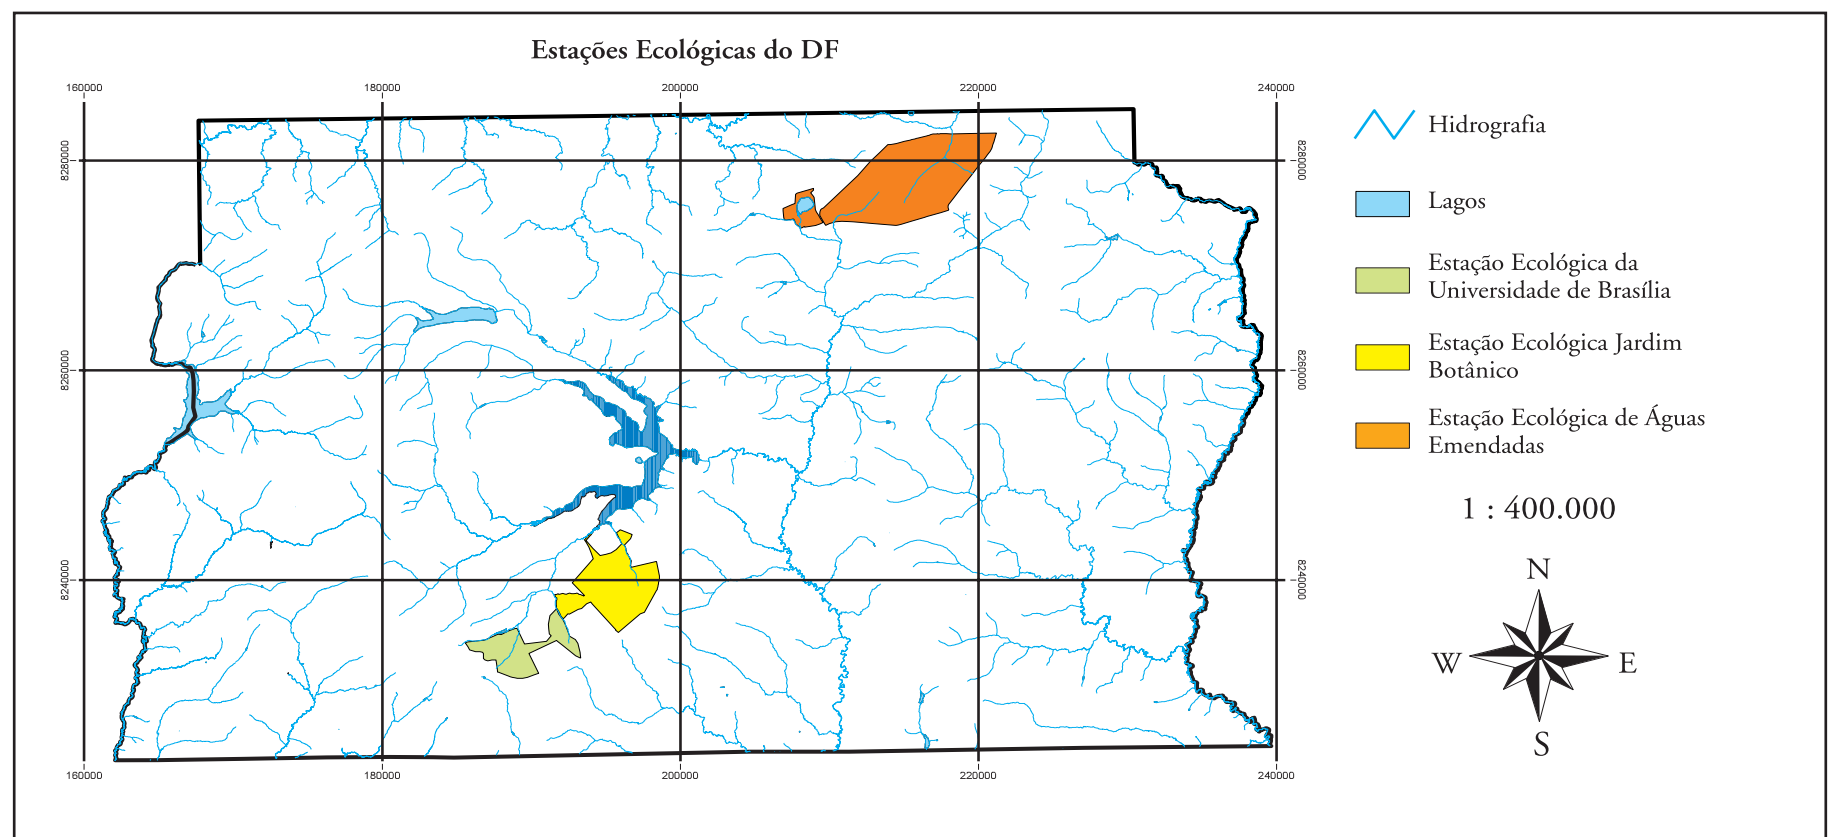 Estações Ecológicas do DF
160000 180000 200000 220000 240000
8280000 8280000
8260000 8260000
8240000 8240000
160000 180000 200000 220000 240000
Hidrografia
Lagos
Estação Ecológica da
Universidade de Brasília
Estação Ecológica Jardim
Botânico
Estação Ecológica de Águas
Emendadas
1 : 400.000
N
W E
S